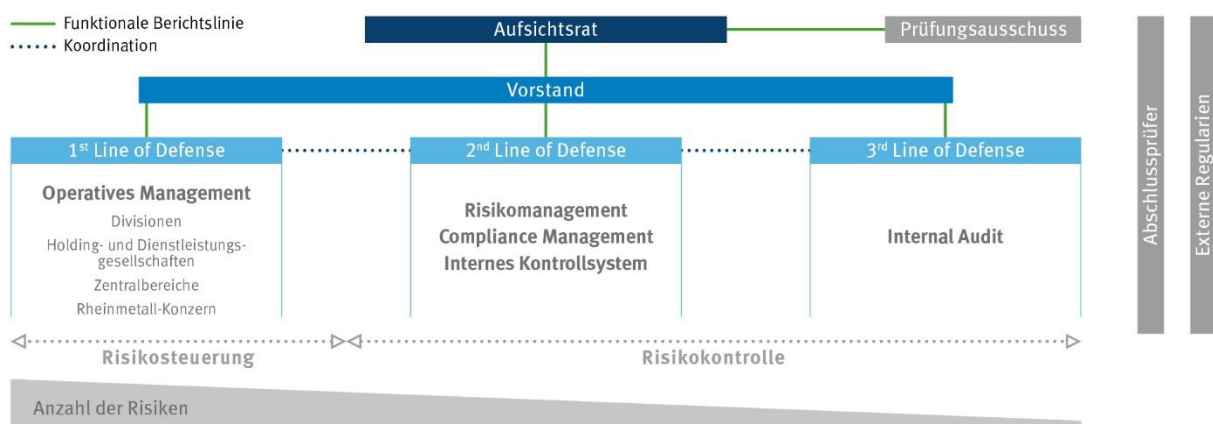 Funktionale Berichtslinie
Koordination
Aufsichtsrat
Prüfungsausschuss
Vorstand
1st Line of Defense
2nd Line of Defense
3rd Line of Defense
Operatives Management
Divisionen
Holding- und Dienstleistungs-
gesellschaften
Zentralbereiche
Rheinmetall-Konzern
Risikomanagement
Compliance Management
Internes Kontrollsystem
Internal Audit
Risikosteuerung
Risikokontrolle
Anzahl der Risiken
Abschlussprüfer
Externe Regularien